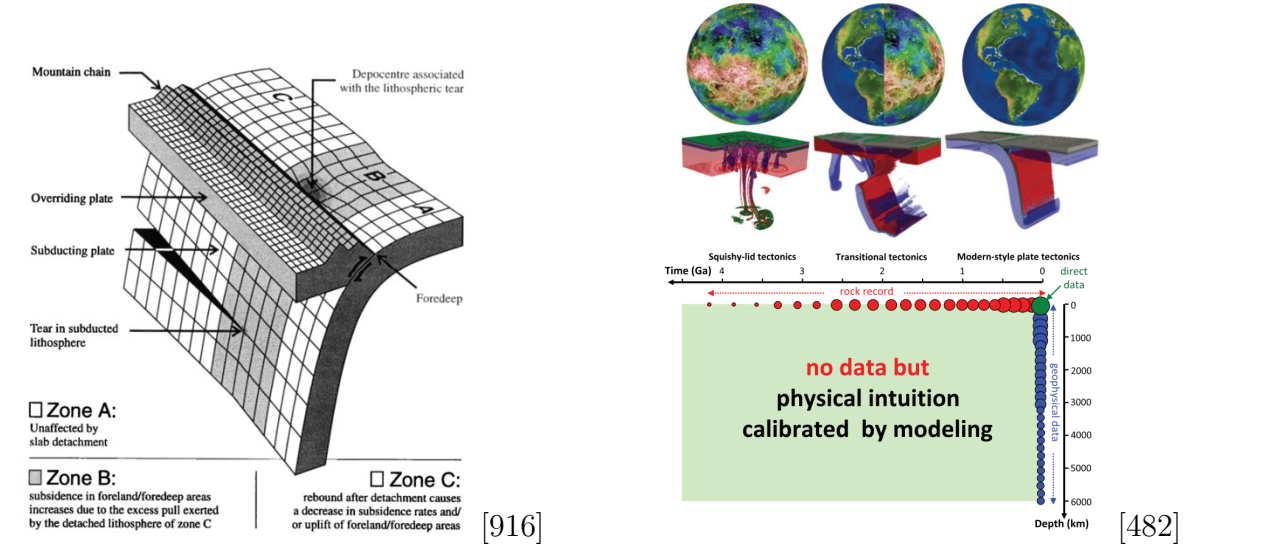 Mountain chain
Depocentre associated
with the lithospheric tear
C
B
A
Overriding plate
Subducting plate
Foredeep
Tear in subducted
lithosphere
Zone A:
Unaffected by
slab detachment
Zone B:
subsidence in foreland/foredeep areas
increases due to the excess pull exerted
by the detached lithosphere of zone C
Zone C:
rebound after detachment causes
a decrease in subsidence rates and/
or uplift of foreland/foredeep areas
[916]
Squishy-lid tectonics Transitional tectonics Modern-style plate tectonics
Time (Ga) 4 3 2 1 0
direct
data
rock record
0
1000
2000
3000
4000
5000
6000
geophysical data
no data but
physical intuition
calibrated by modeling
Depth (km)
[482]